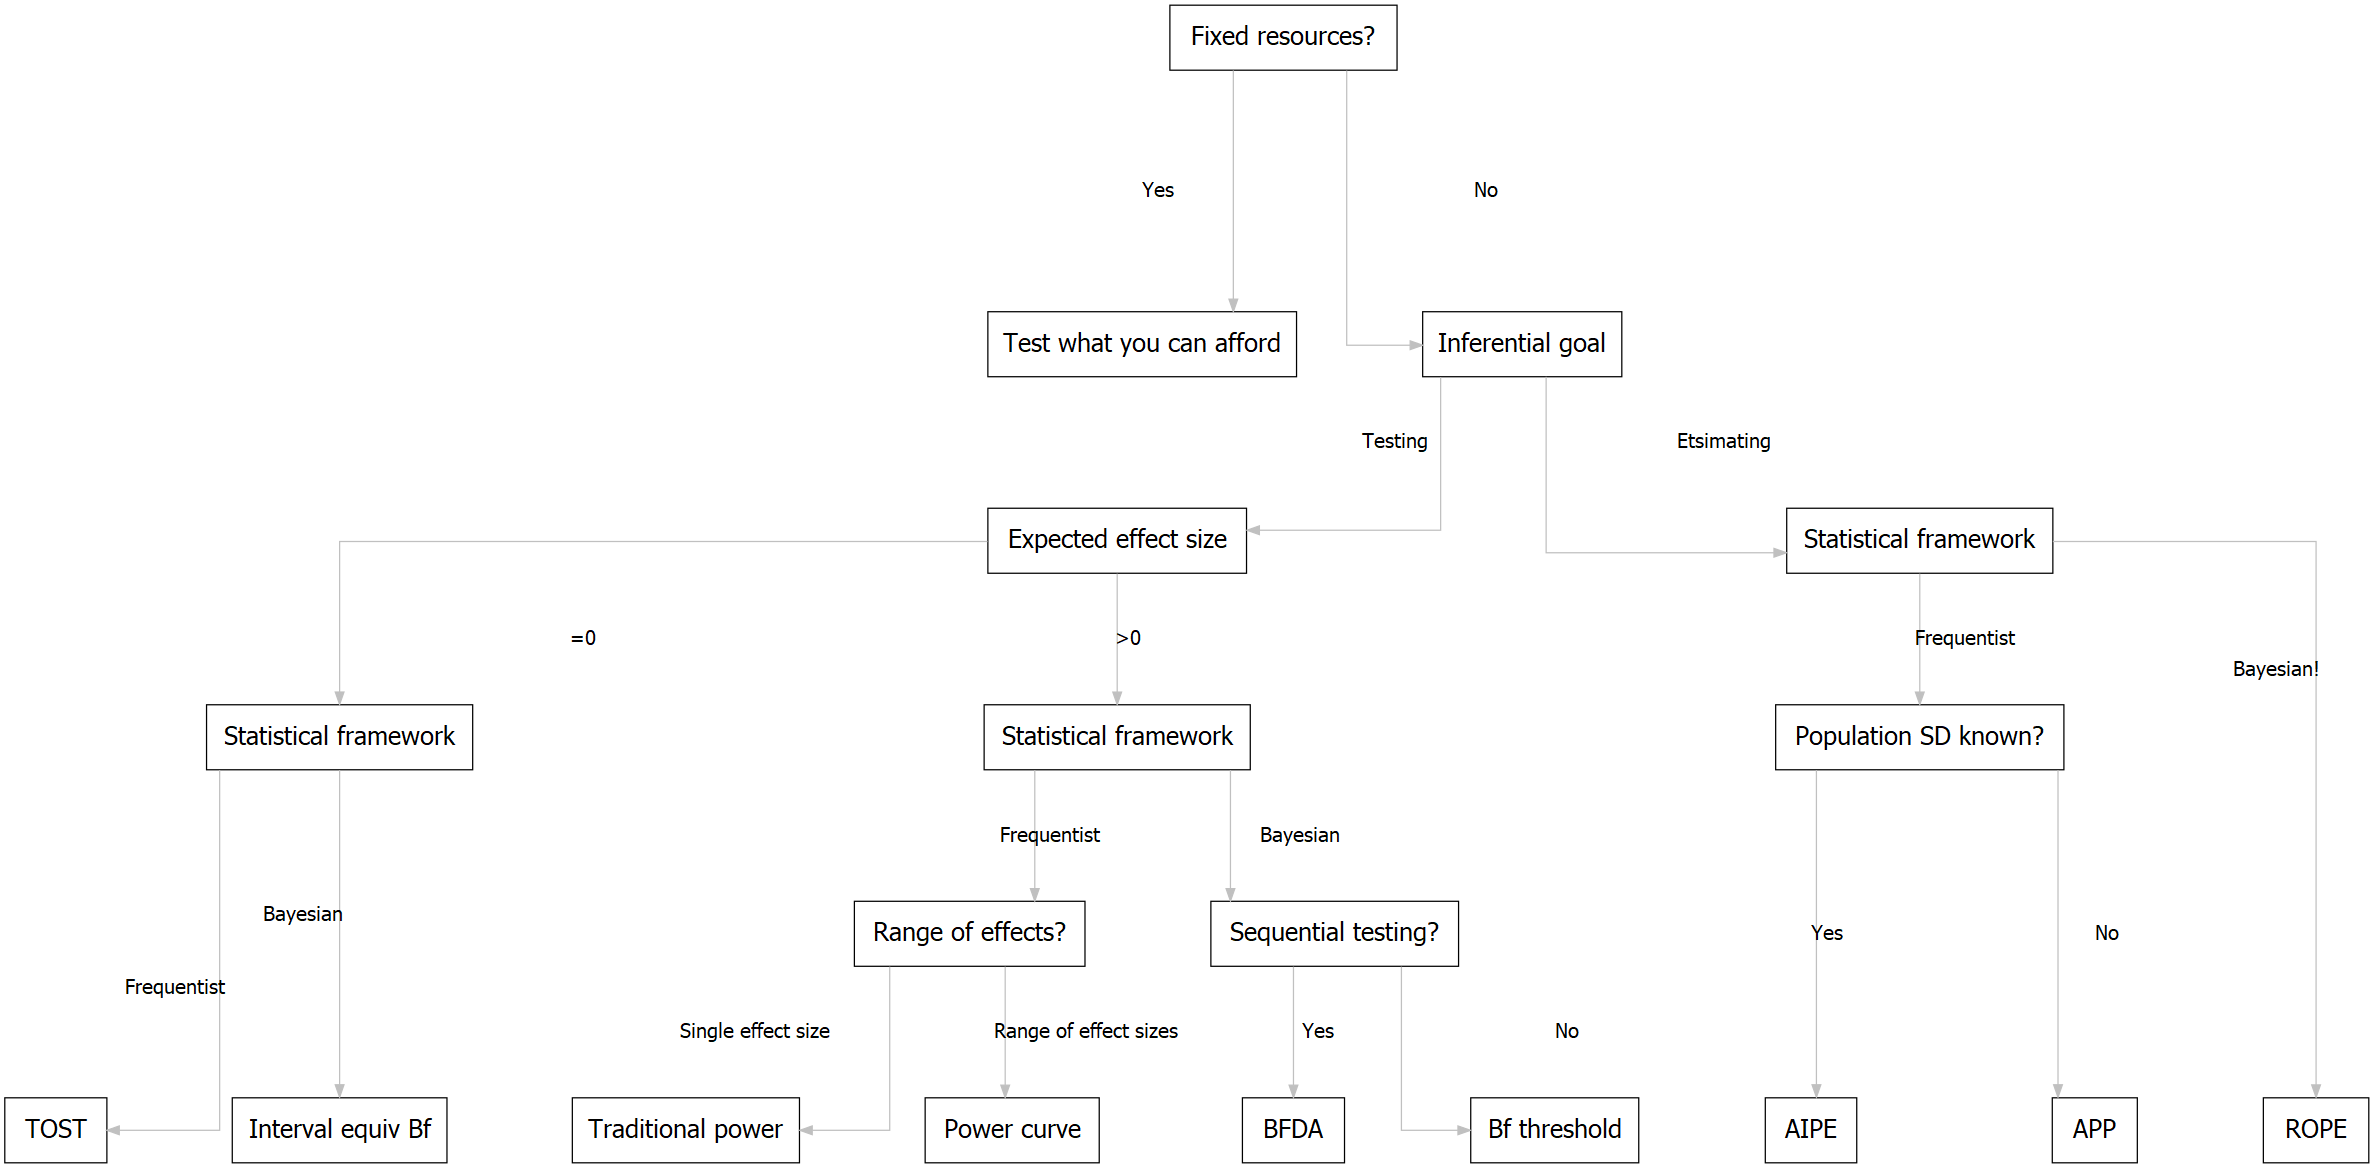 Fixed resources?
Yes
No
Test what you can afford
Inferential goal
Testing
Etsimating
Expected effect size
Statistical framework
=0
>0
Frequentist
Bayesian!
Statistical framework
Statistical framework
Population SD known?
Frequentist
Bayesian
Bayesian
Frequentist
Range of effects?
Sequential testing?
Yes
No
Single effect size
Range of effect sizes
Yes
No
TOST
Interval equiv Bf
Traditional power
Power curve
BFDA
Bf threshold
AIPE
APP
ROPE